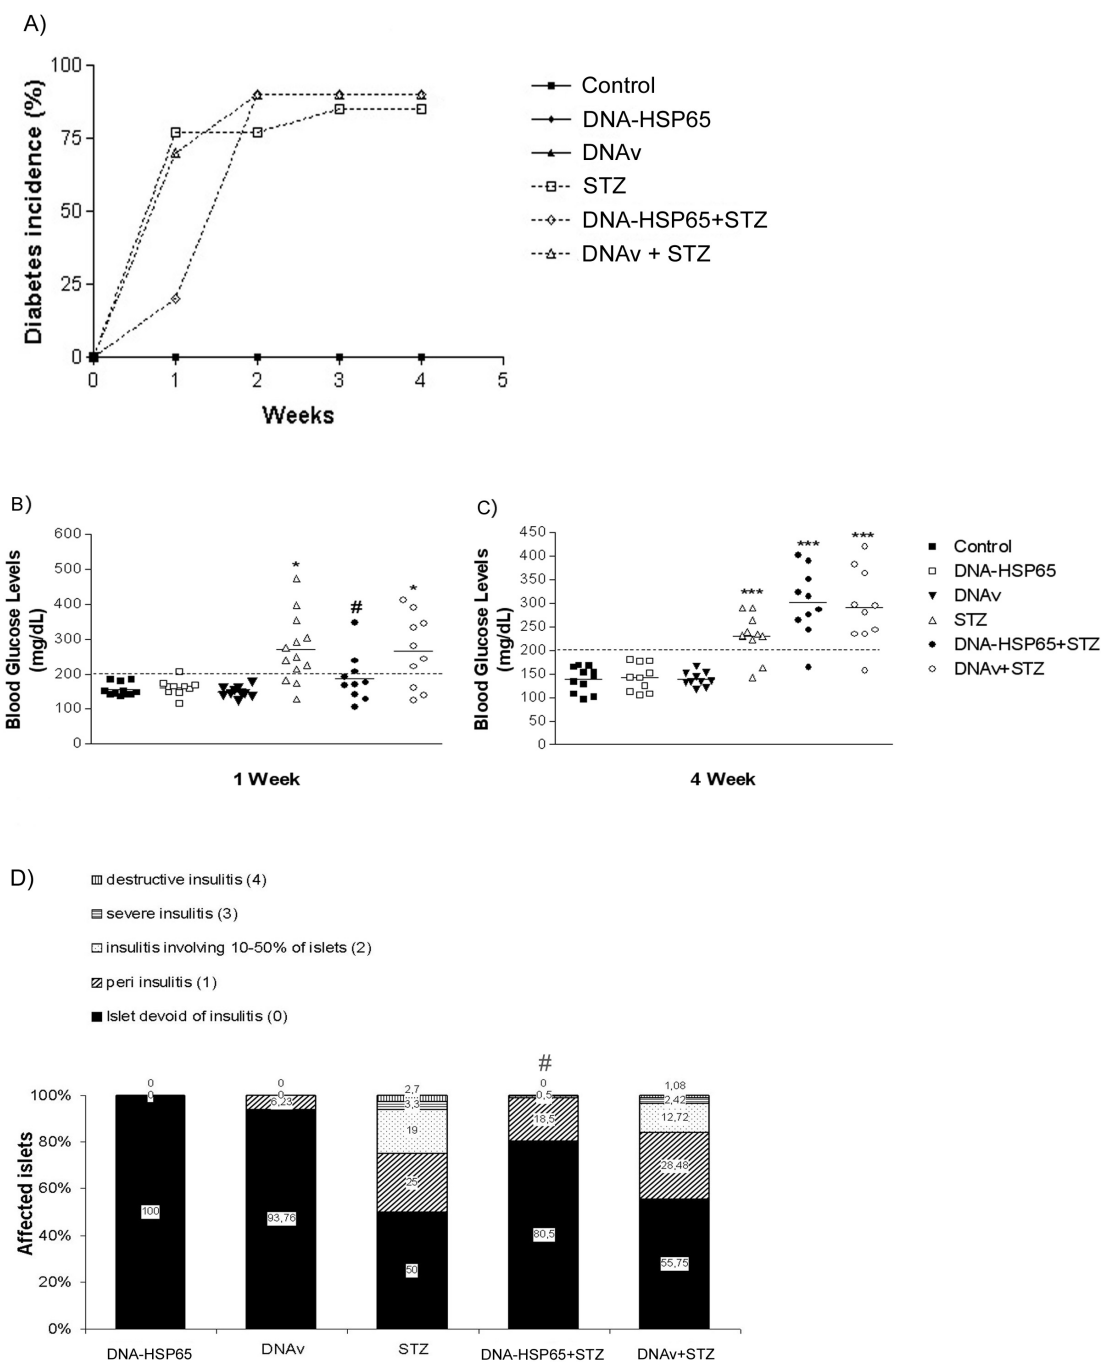 A)
Diabetes incidence (%)
100
75
50
25
0
0 1 2 3 4 5
Weeks
Control
DNA-HSP65
DNAv
STZ
DNA-HSP65+STZ
DNAv + STZ
B)
Blood Glucose Levels
(mg/dL)
600
500
400
300
200
100
0
*
#
*
1 Week
C)
Blood Glucose Levels
(mg/dL)
450
400
350
300
250
200
150
100
50
0
***
***
***
4 Week
Control
DNA-HSP65
DNAv
STZ
DNA-HSP65+STZ
DNAv+STZ
D)
destructive insulitis (4)
severe insulitis (3)
insulitis involving 10-50% of islets (2)
peri insulitis (1)
Islet devoid of insulitis (0)
Affected islets
100%
80%
60%
40%
20%
0%
0
0
100
0
0
6,23
93,76
2,7
3,3
19
25
50
#
0
0,5
18,5
80,5
1,08
2,42
12,72
28,48
55,75
DNA-HSP65 DNAv STZ DNA-HSP65+STZ DNAv+STZ